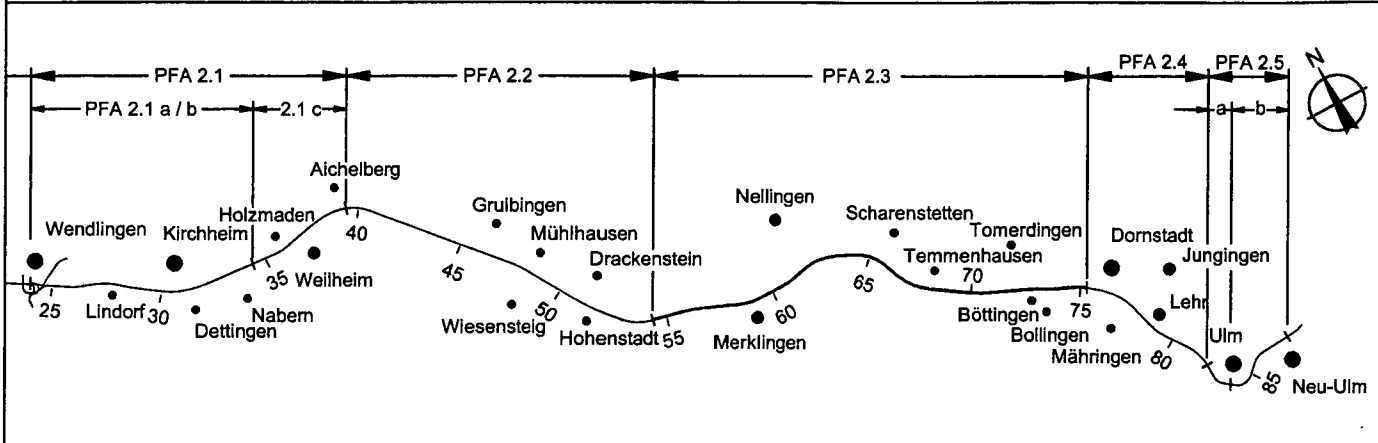 PFA 2.1
PFA 2.2
PFA 2.3
PFA 2.4
PFA 2.5
N
PFA 2.1 a / b
2.1 c
a
b
Aichelberg
Holzmaden
Wendlingen
Kirchheim
Weilheim
Lindorf
Dettingen
Nabern
Gruibingen
Mühlhausen
Drackenstein
Wiesensteig
Hohenstadt
Nellingen
Merklingen
Scharenstetten
Temmenhausen
Tomerdingen
Böttingen
Bollingen
Mähringen
Dornstadt
Jungingen
Lehr
Ulm
Neu-Ulm
25
30
35
40
45
50
55
60
65
70
75
80
85